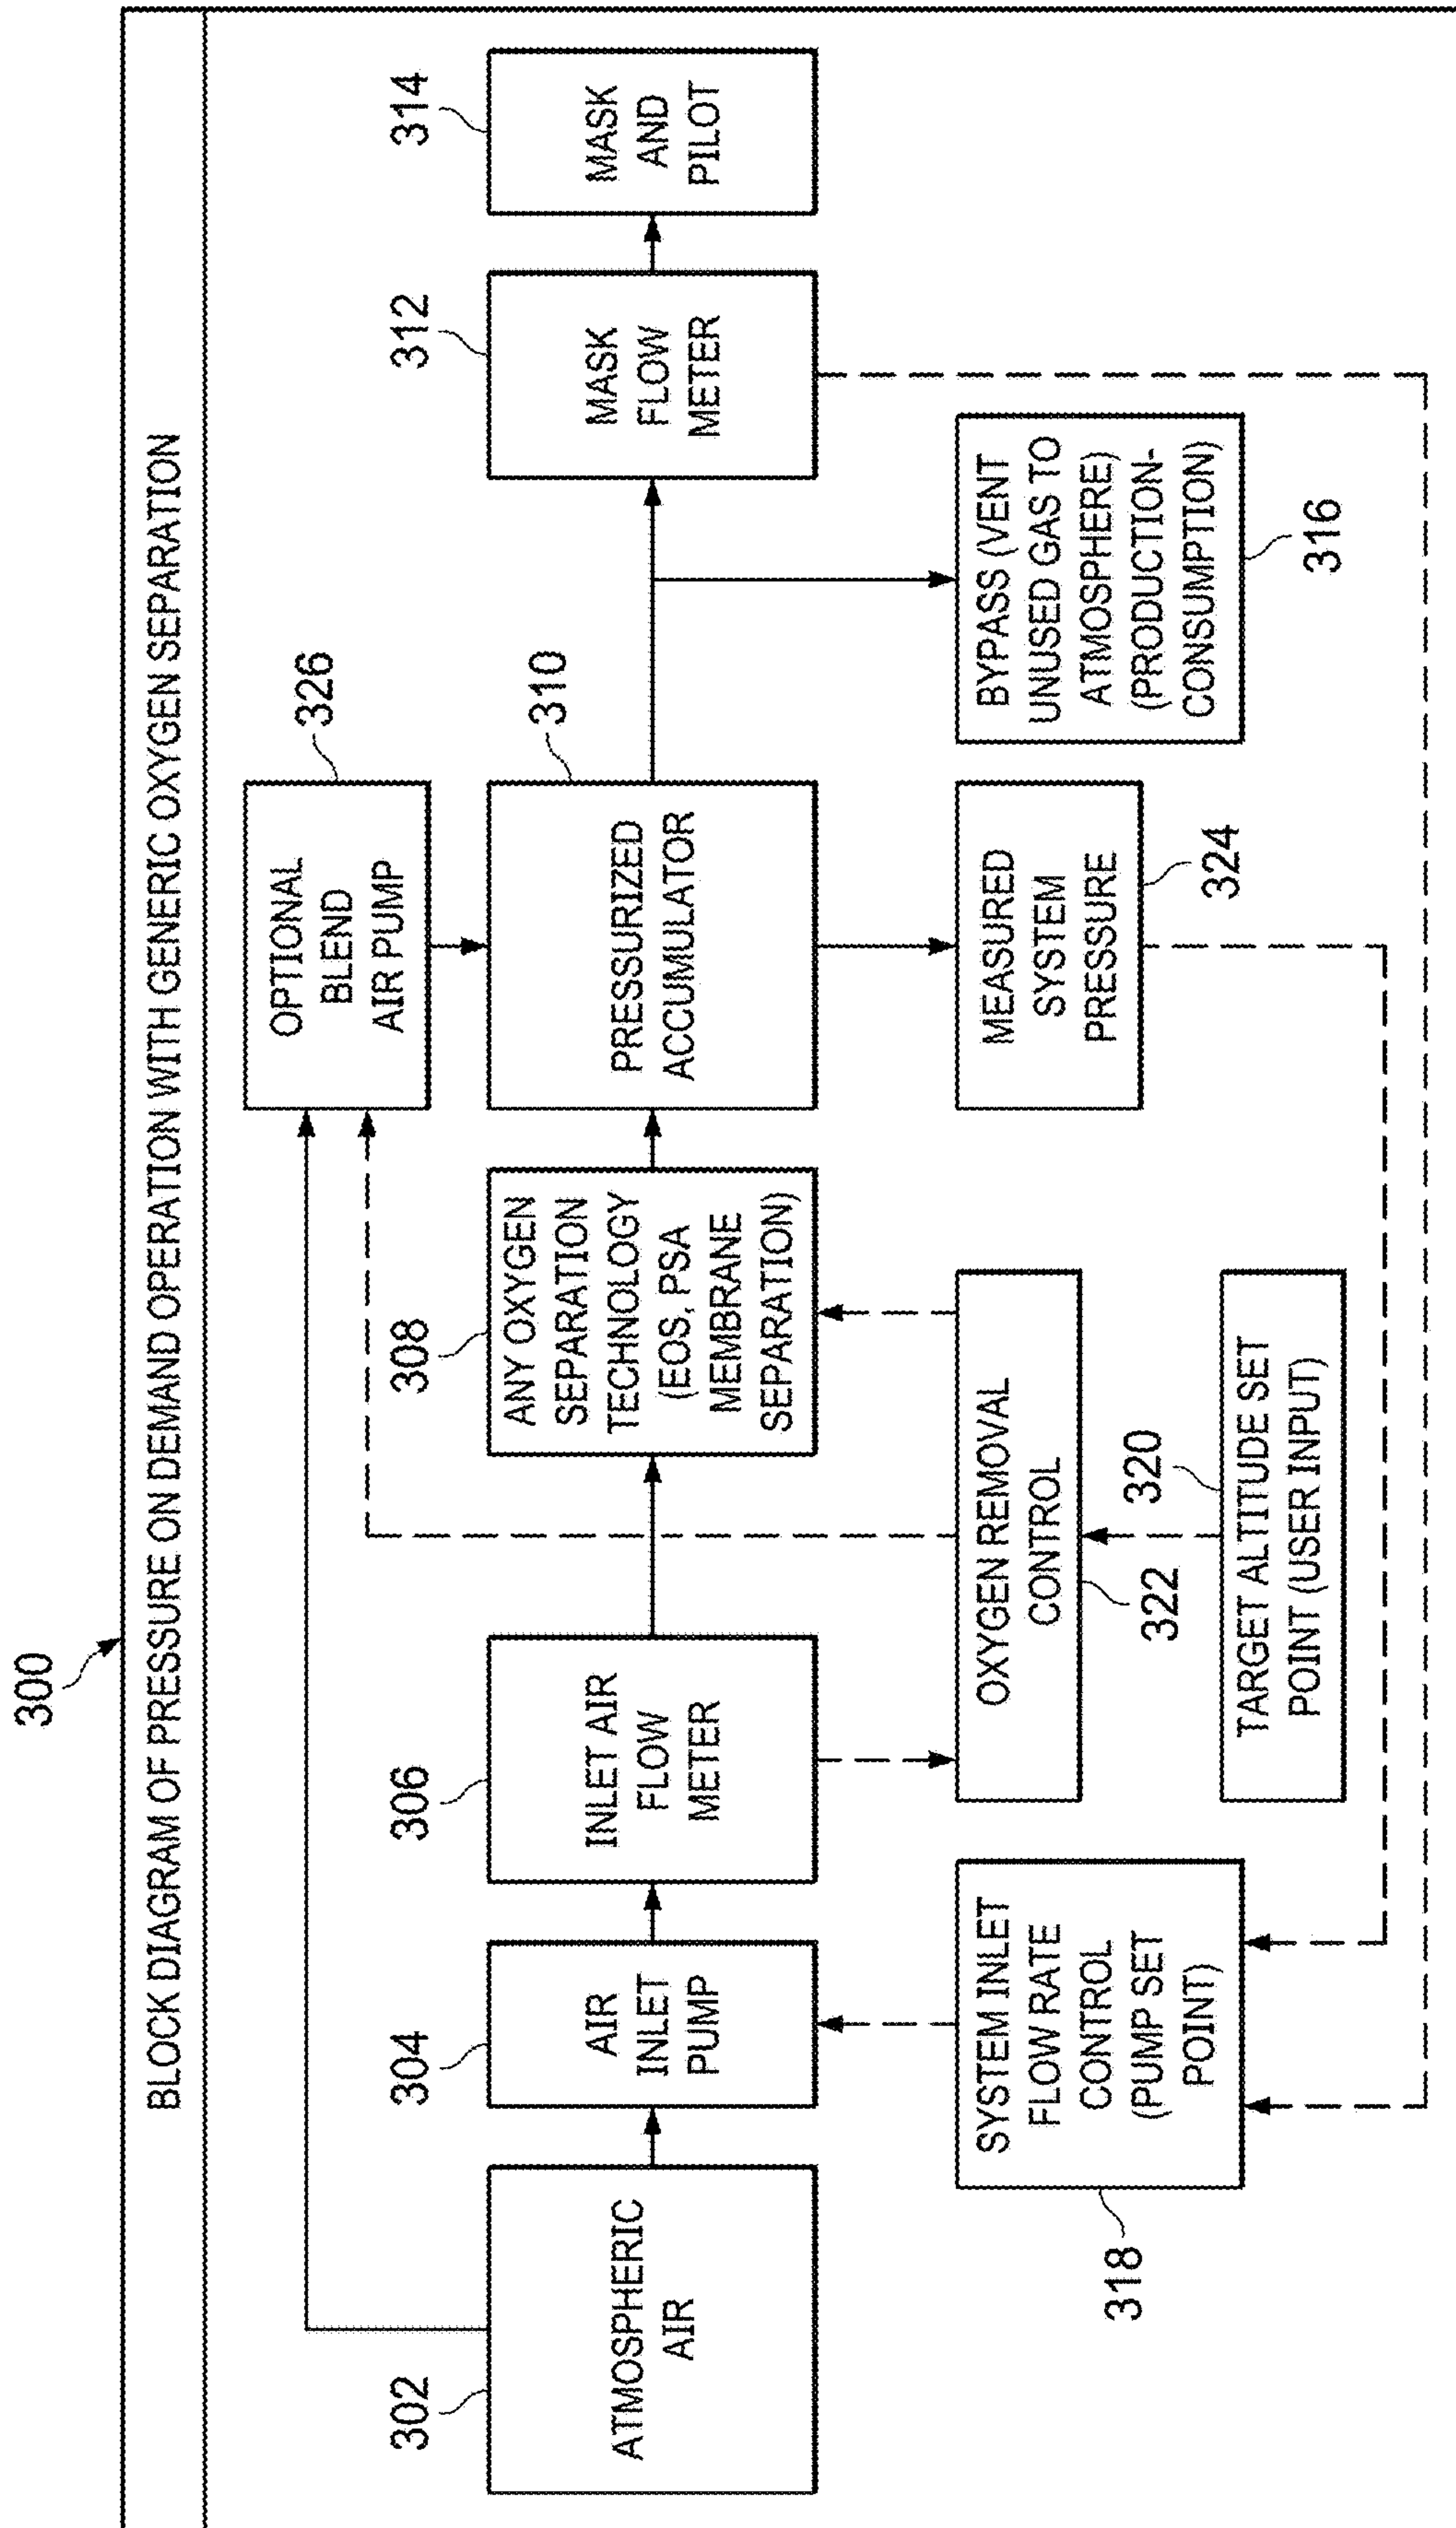 300
BLOCK DIAGRAM OF PRESSURE ON DEMAND OPERATION WITH GENERIC OXYGEN SEPARATION
326
OPTIONAL
BLEND
AIR PUMP
302
ATMOSPHERIC
AIR
304
AIR
INLET
PUMP
306
INLET AIR
FLOW
METER
308
ANY OXYGEN
SEPARATION
TECHNOLOGY
(EOS, PSA
MEMBRANE
SEPARATION)
310
PRESSURIZED
ACCUMULATOR
312
MASK
FLOW
METER
314
MASK
AND
PILOT
318
SYSTEM INLET
FLOW RATE
CONTROL
(PUMP SET
POINT)
OXYGEN REMOVAL
CONTROL
322
320
TARGET ALTITUDE SET
POINT (USER INPUT)
MEASURED
SYSTEM
PRESSURE
324
BYPASS (VENT
UNUSED GAS TO
ATMOSPHERE)
(PRODUCTION-
CONSUMPTION)
316